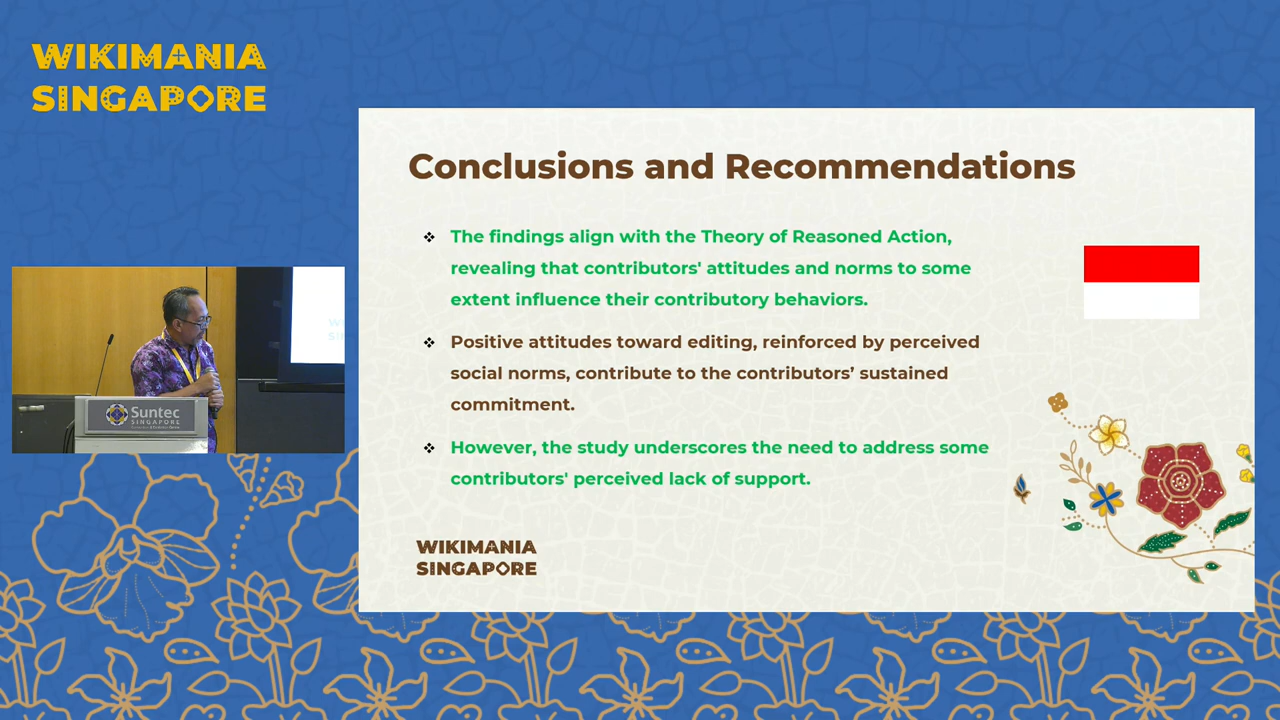 WIKIMANIA
SINGAPORE
Conclusions and Recommendations
❖ The findings align with the Theory of Reasoned Action,
revealing that contributors' attitudes and norms to some
extent influence their contributory behaviors.
❖ Positive attitudes toward editing, reinforced by perceived
social norms, contribute to the contributors’ sustained
commitment.
❖ However, the study underscores the need to address some
contributors' perceived lack of support.
Suntec
SINGAPORE
WIKIMANIA
SINGAPORE